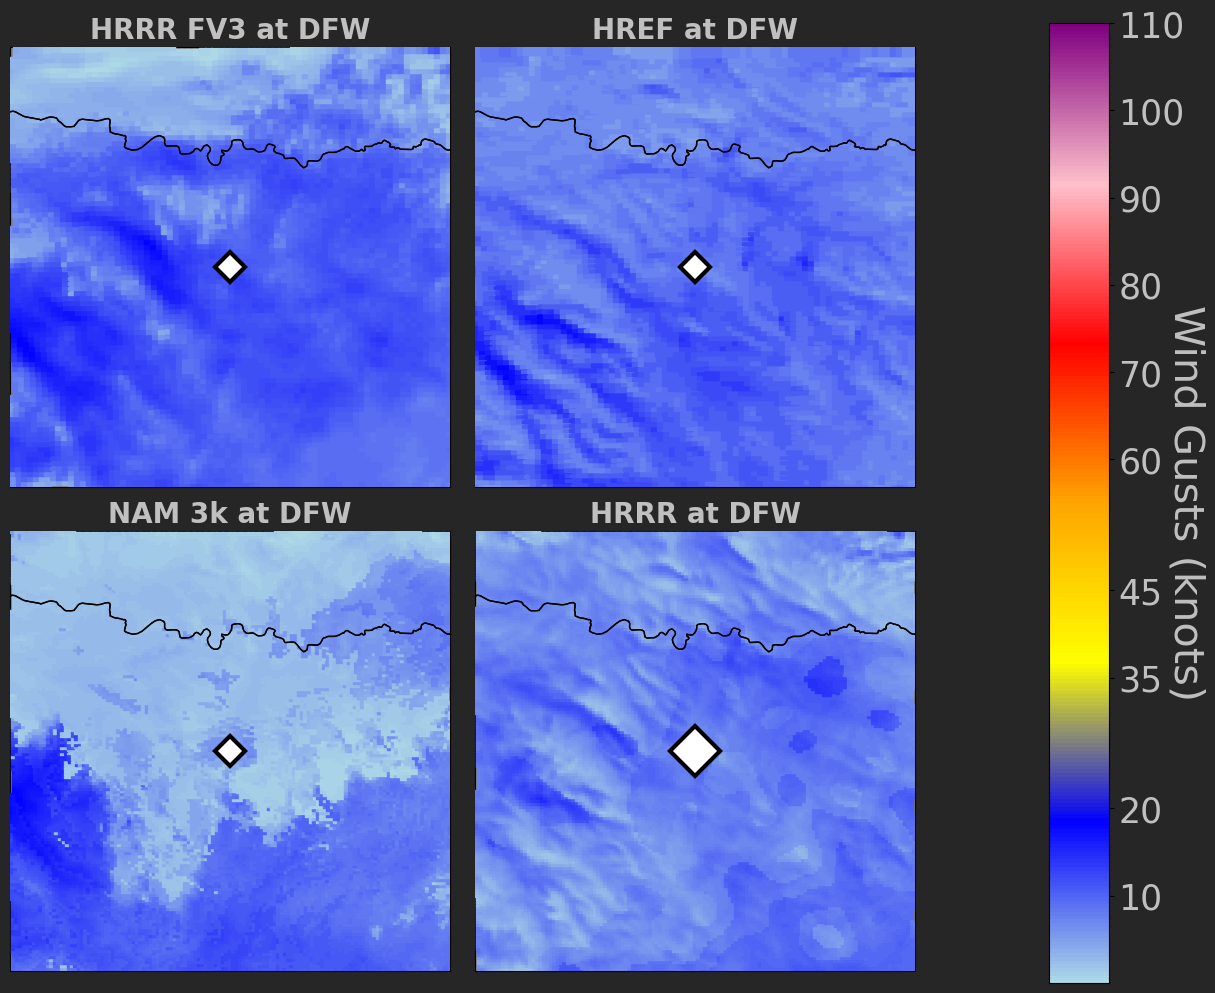 HRRR FV3 at DFW
HREF at DFW
NAM 3k at DFW
HRRR at DFW
110
100
90
80
70
60
45
35
20
10
Wind Gusts (knots)